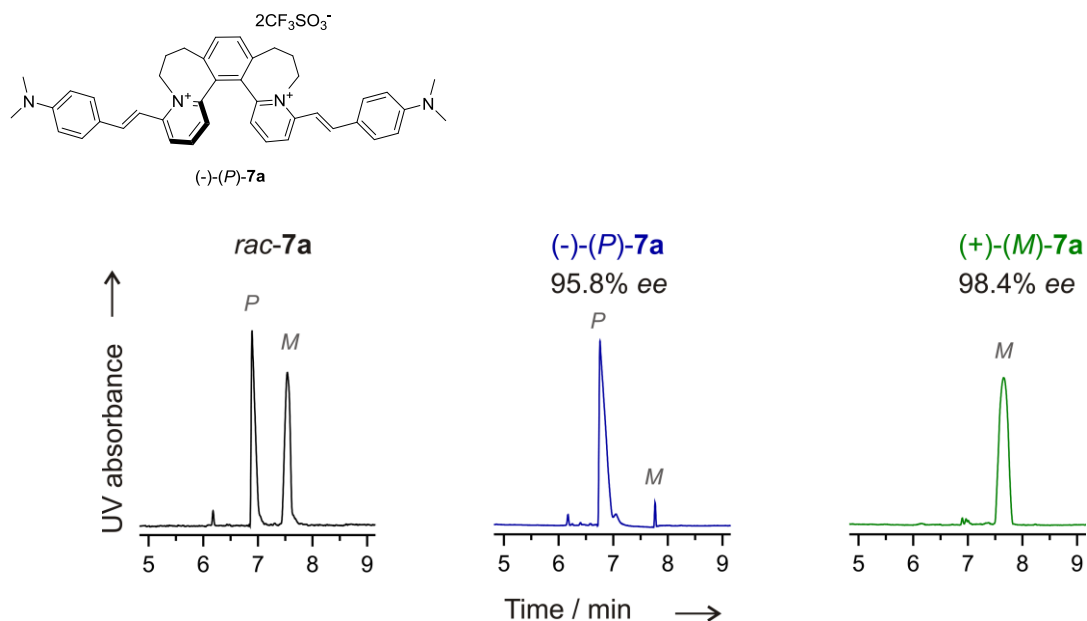 2CF₃SO₃⁻
N
N⁺
N⁺
N
(-)-(P)-7a
rac-7a
(-)-(P)-7a
(+)-(M)-7a
95.8% ee
98.4% ee
UV absorbance
P
M
P
M
M
5 6 7 8 9
5 6 7 8 9
5 6 7 8 9
Time / min